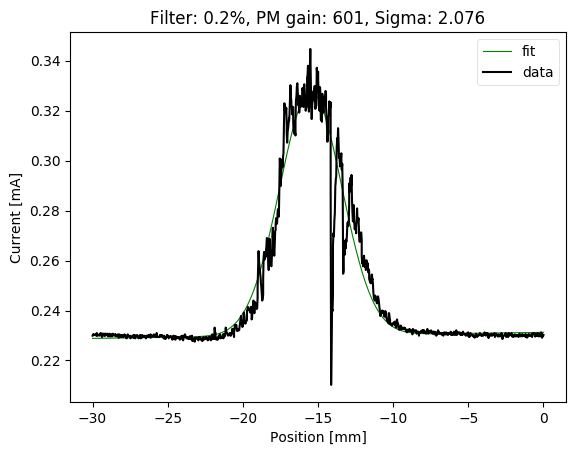 Filter: 0.2%, PM gain: 601, Sigma: 2.076
fit
data
0.34
0.32
0.30
0.28
0.26
0.24
0.22
Current [mA]
−30 −25 −20 −15 −10 −5 0
Position [mm]